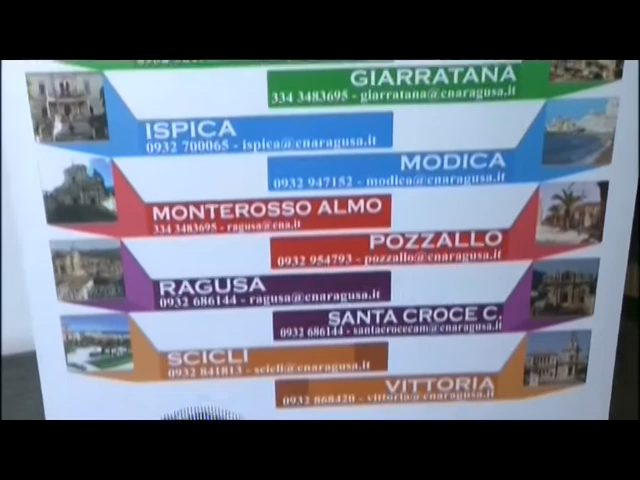 GIARRATANA
334 3483695 - giarratana@cnaragusa.it
ISPICA
0932 700065 - ispica@cnaragusa.it
MODICA
0932 947152 - modica@cnaragusa.it
MONTEROSSO ALMO
334 3483695 - ragusa@cna.it
POZZALLO
0932 954793 - pozzallo@cnaragusa.it
RAGUSA
0932 686144 - ragusa@cnaragusa.it
SANTA CROCE C.
0932 686144 - santacrocecam@cnaragusa.it
SCICLI
0932 841813 - scicli@cnaragusa.it
VITTORIA
0932 868420 - vittoria@cnaragusa.it